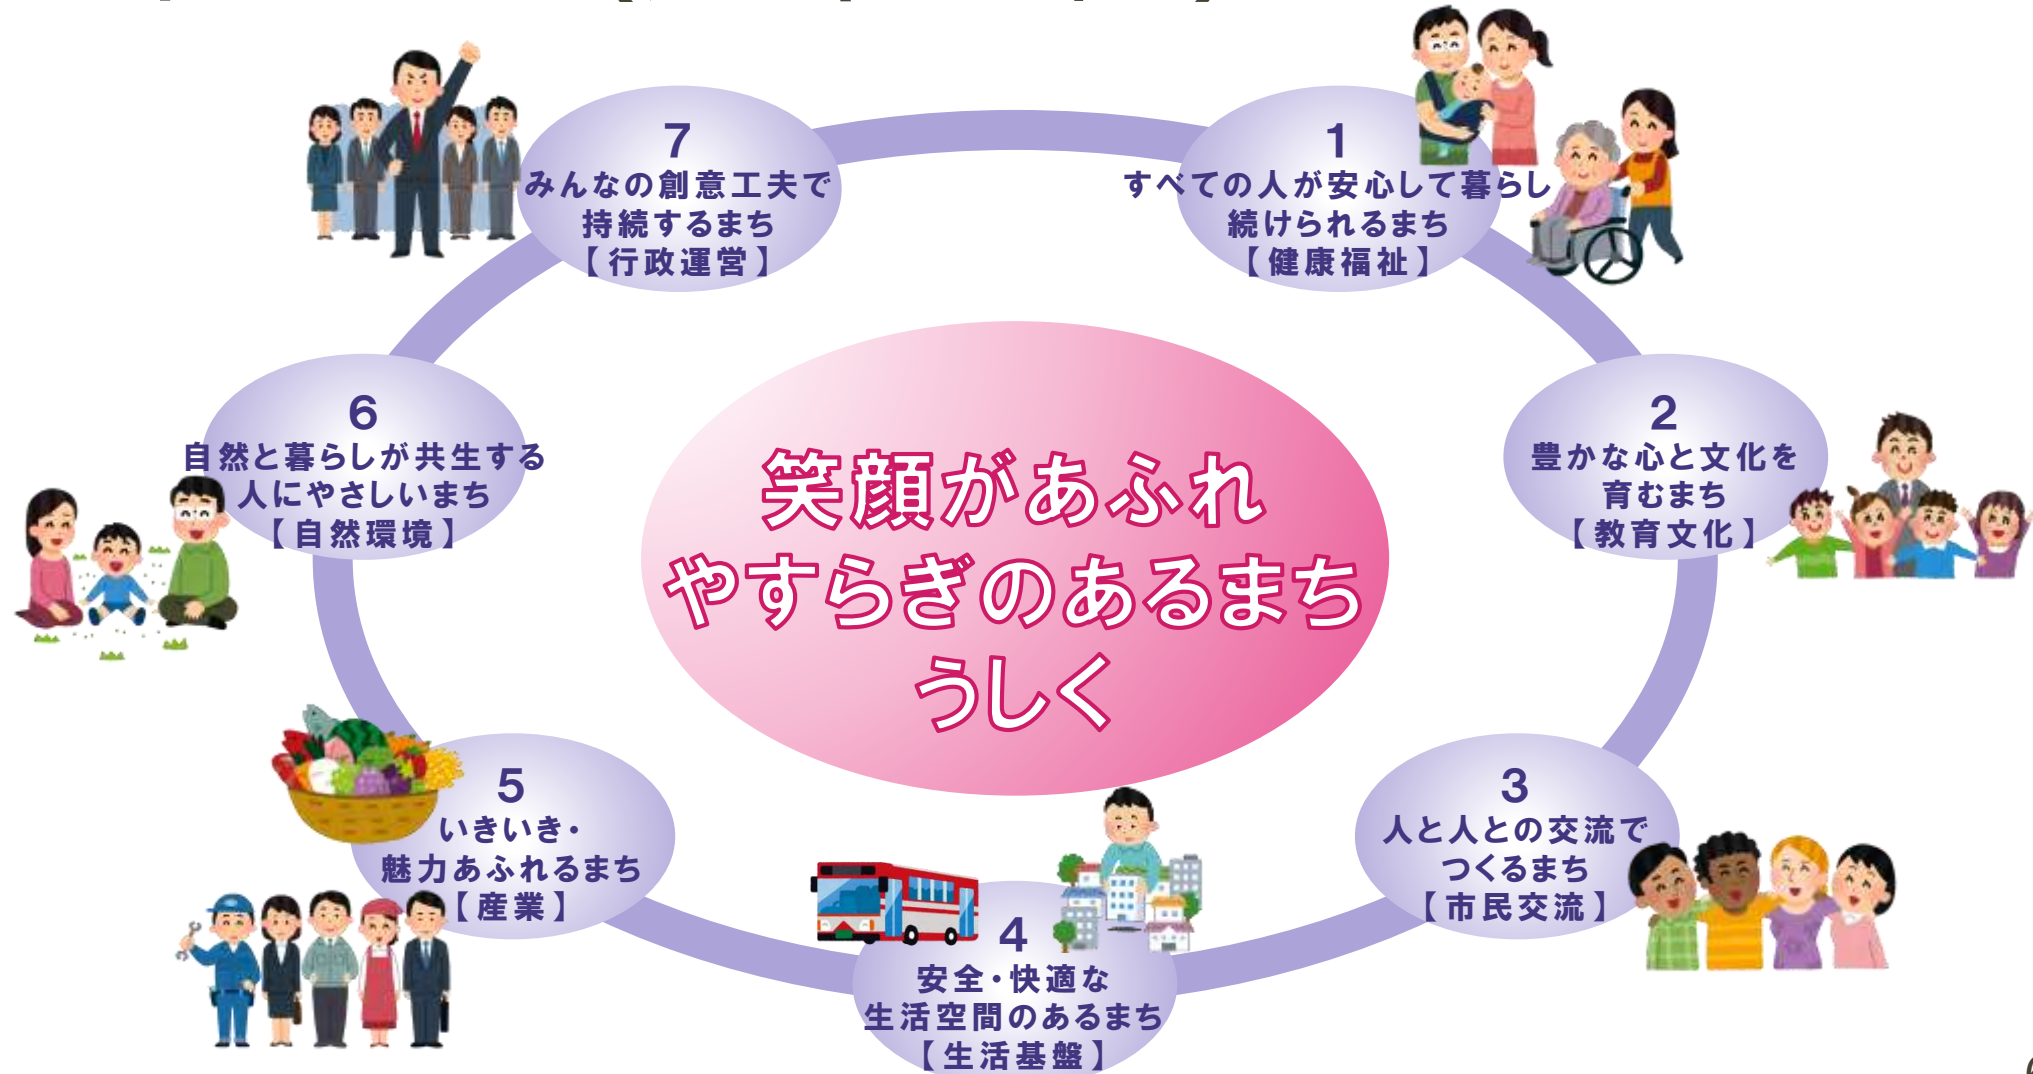 笑顔があふれ
やすらぎのあるまち
うしく
1
すべての人が安心して暮らし
続けられるまち
【健康福祉】
2
豊かな心と文化を
育むまち
【教育文化】
3
人と人との交流で
つくるまち
【市民交流】
4
安全・快適な
生活空間のあるまち
【生活基盤】
5
いきいき・
魅力あふれるまち
【産業】
6
自然と暮らしが共生する
人にやさしいまち
【自然環境】
7
みんなの創意工夫で
持続するまち
【行政運営】